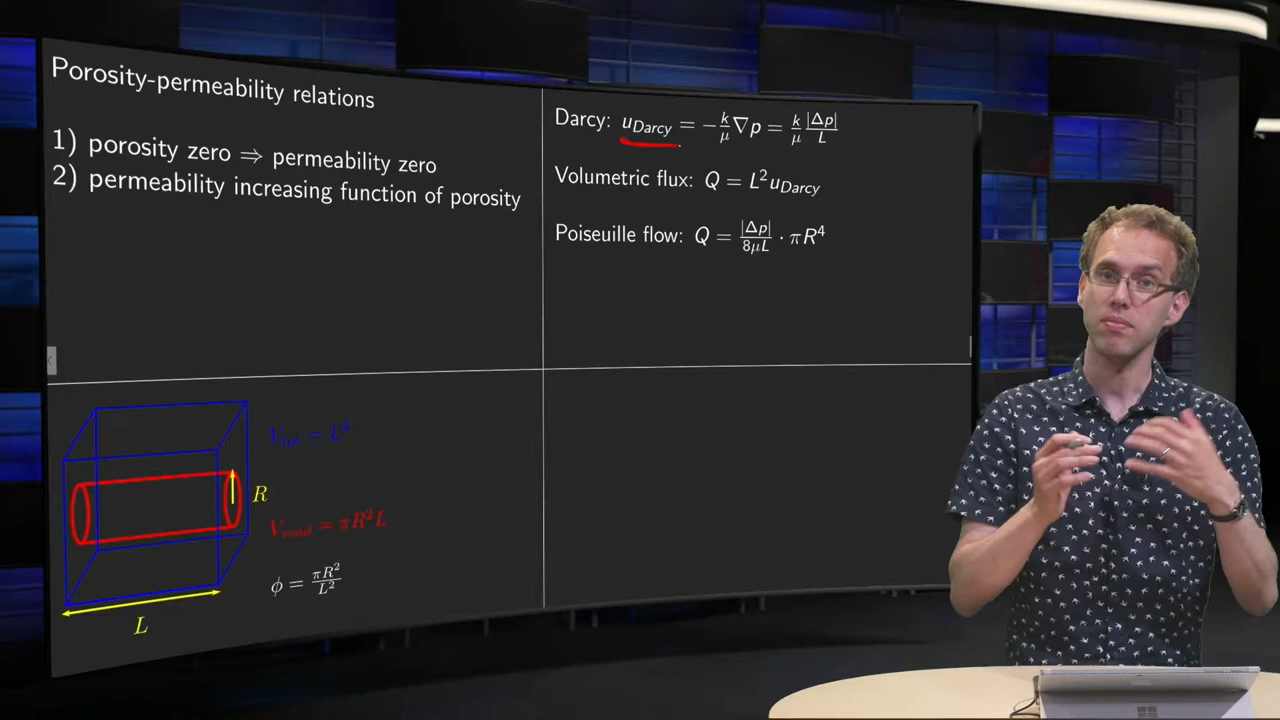 Porosity-permeability relations
1) porosity zero ⇒ permeability zero
2) permeability increasing function of porosity
Darcy: u_Darcy = −k/μ ∇p = k/μ |Δp|/L
Volumetric flux: Q = L²u_Darcy
Poiseuille flow: Q = |Δp|/8μL · πR⁴
V_tot = L³
R
V_void = πR²L
ϕ = πR²/L²
L